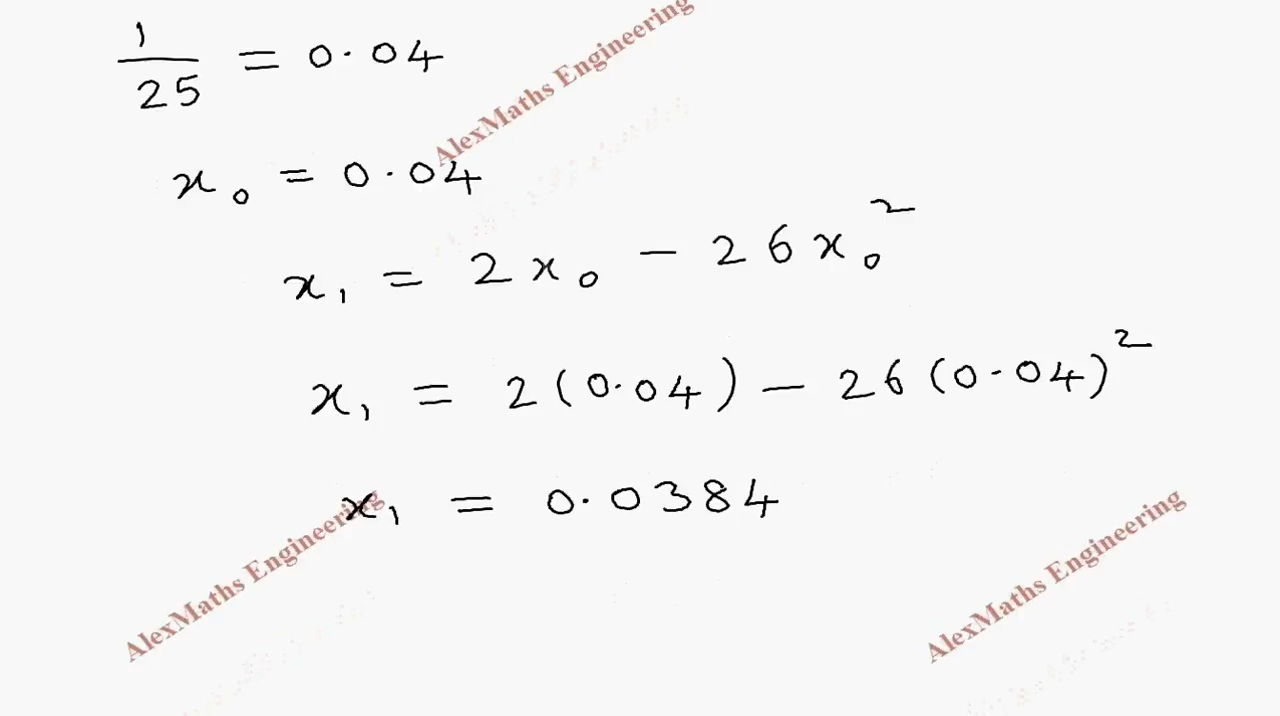 1/25 = 0.04
AlexMaths Engineering
x₀ = 0.04
x₁ = 2x₀ - 26x₀²
x₁ = 2(0.04) - 26(0.04)²
x₁ = 0.0384
AlexMaths Engineering
AlexMaths Engineering